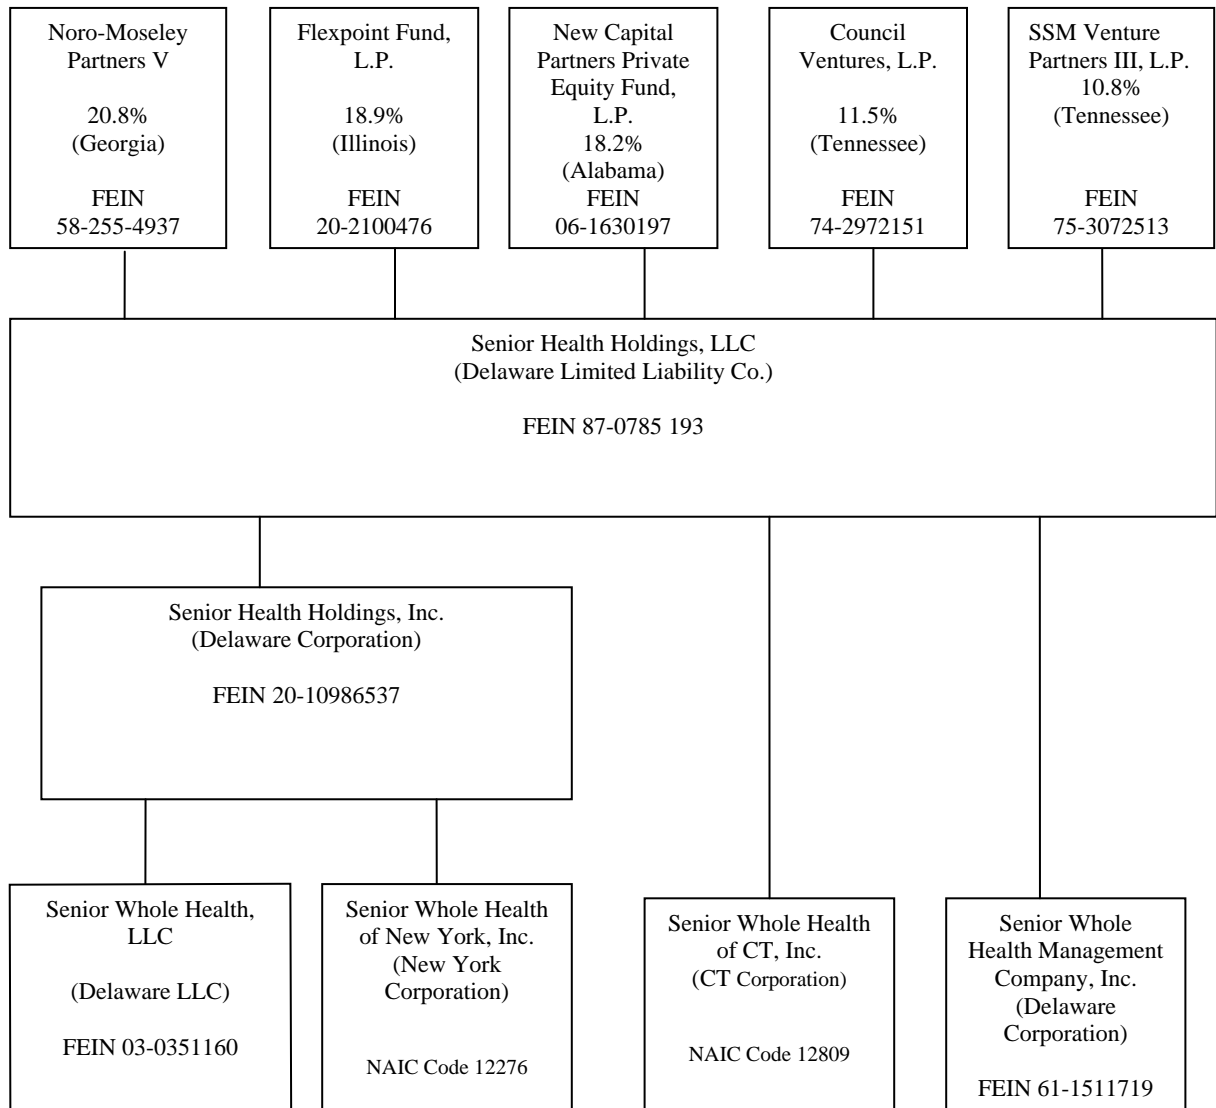 Noro-Moseley
Partners V
20.8%
(Georgia)
FEIN
58-255-4937
Flexpoint Fund,
L.P.
18.9%
(Illinois)
FEIN
20-2100476
New Capital
Partners Private
Equity Fund,
L.P.
18.2%
(Alabama)
FEIN
06-1630197
Council
Ventures, L.P.
11.5%
(Tennessee)
FEIN
74-2972151
SSM Venture
Partners III, L.P.
10.8%
(Tennessee)
FEIN
75-3072513
Senior Health Holdings, LLC
(Delaware Limited Liability Co.)
FEIN 87-0785 193
Senior Health Holdings, Inc.
(Delaware Corporation)
FEIN 20-10986537
Senior Whole Health,
LLC
(Delaware LLC)
FEIN 03-0351160
Senior Whole Health
of New York, Inc.
(New York
Corporation)
NAIC Code 12276
Senior Whole Health
of CT, Inc.
(CT Corporation)
NAIC Code 12809
Senior Whole
Health Management
Company, Inc.
(Delaware
Corporation)
FEIN 61-1511719